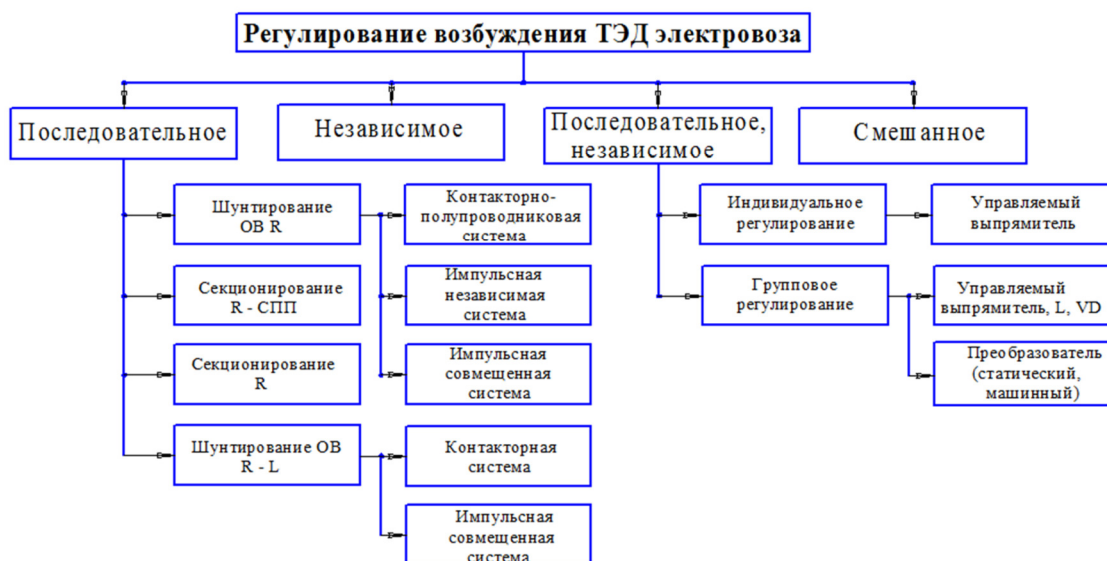 Регулирование возбуждения ТЭД электровоза
Последовательное
Независимое
Последовательное,
независимое
Смешанное
Шунтирование
ОВ R
Контакторно-
полупроводниковая
система
Индивидуальное
регулирование
Управляемый
выпрямитель
Секционирование
R - СПП
Импульсная
независимая
система
Групповое
регулирование
Управляемый
выпрямитель, L, VD
Секционирование
R
Импульсная
совмещенная
система
Преобразователь
(статический,
машинный)
Шунтирование ОВ
R - L
Контакторная
система
Импульсная
совмещенная
система